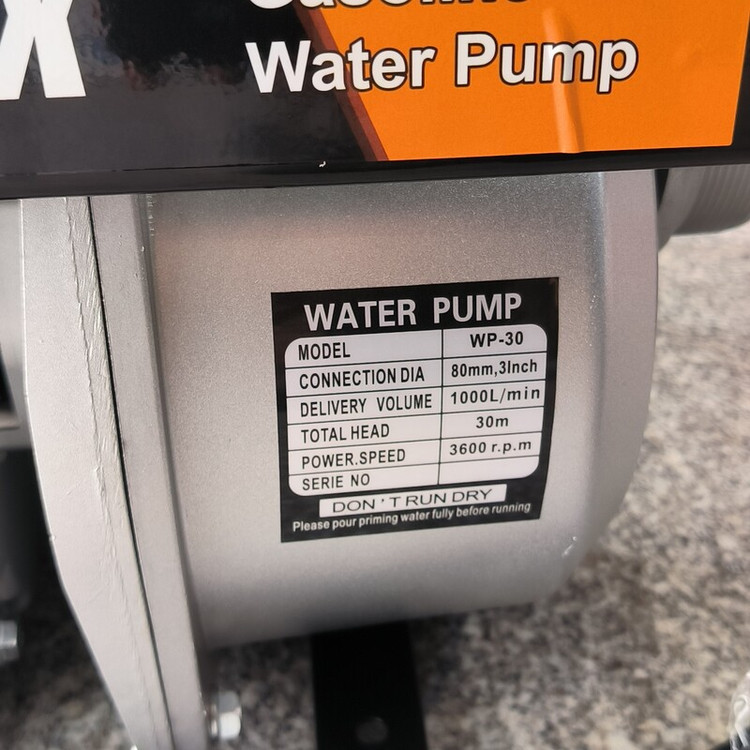 X
Gasoline
Water Pump
WATER PUMP
MODEL WP-30
CONNECTION DIA 80mm,3Inch
DELIVERY VOLUME 1000L/min
TOTAL HEAD 30m
POWER.SPEED 3600 r.p.m
SERIE NO
DON'T RUN DRY
Please pour priming water fully before running